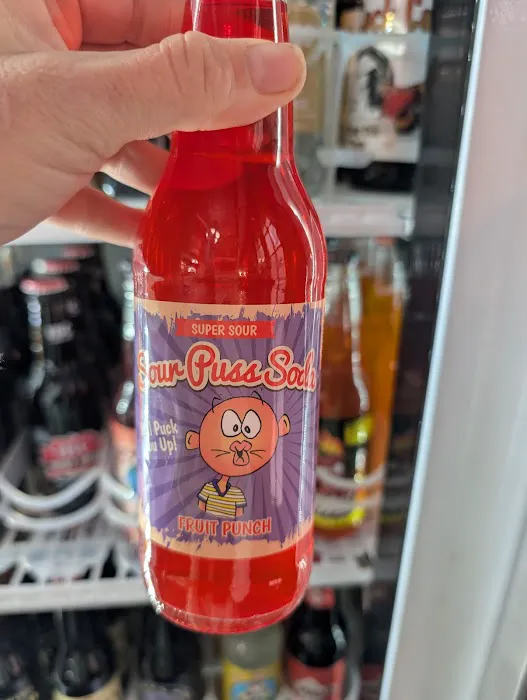 SUPER SOUR
Sour Puss Soda
Puck
Up!
FRUIT PUNCH